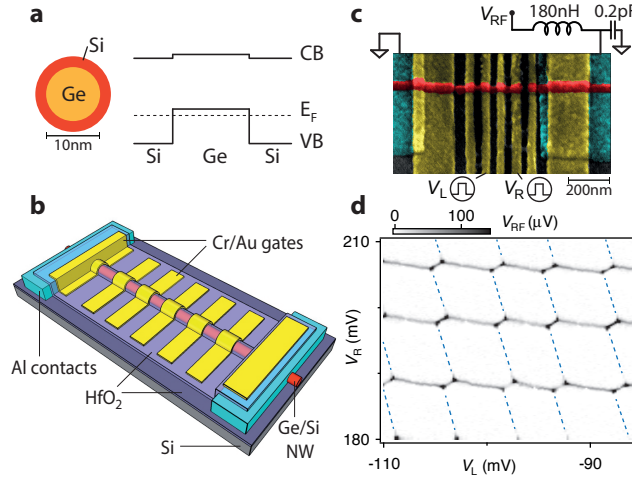 a
Si
Ge
10nm
CB
E_F
VB
Si Ge Si
b
Cr/Au gates
Al contacts
HfO₂
Si
Ge/Si
NW
c
V_RF
180nH
0.2pF
V_L
V_R
200nm
d
0 100
V_RF (µV)
210
V_R (mV)
180
-110
V_L (mV)
-90